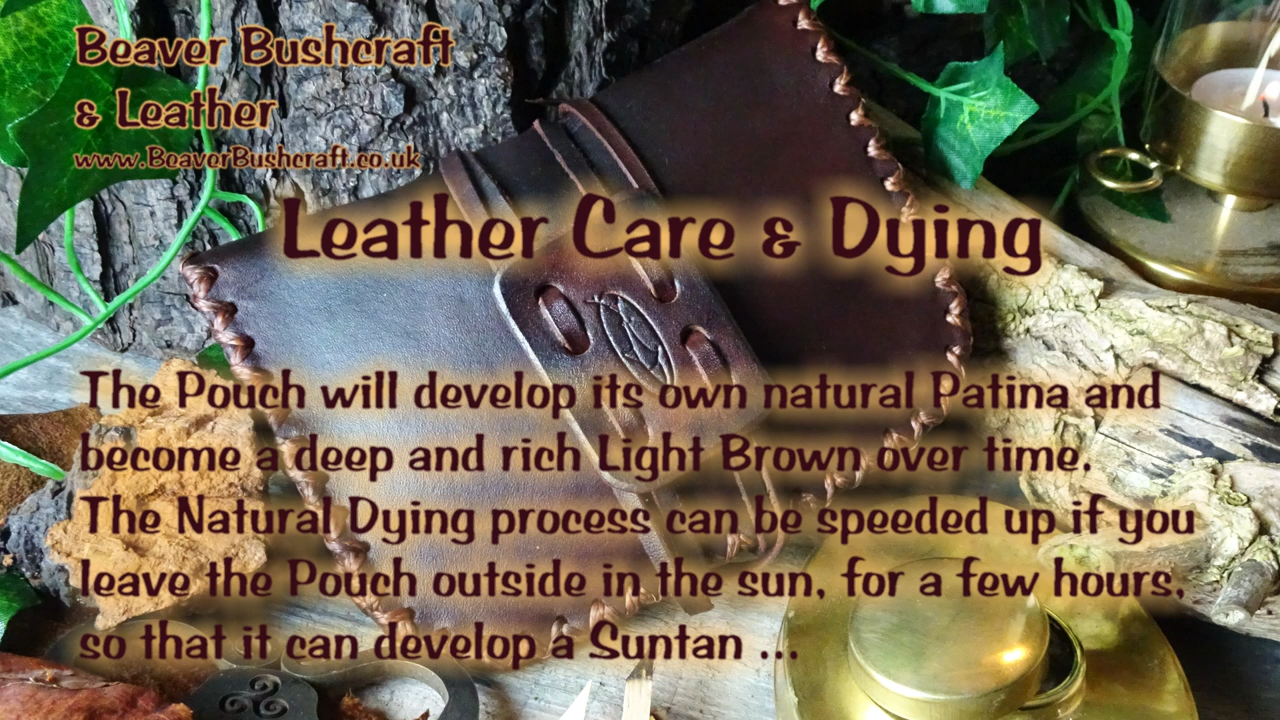 Beaver Bushcraft
& Leather
www.BeaverBushcraft.co.uk
Leather Care & Dying
The Pouch will develop its own natural Patina and
become a deep and rich Light Brown over time.
The Natural Dying process can be speeded up if you
leave the Pouch outside in the sun, for a few hours,
so that it can develop a Suntan ...